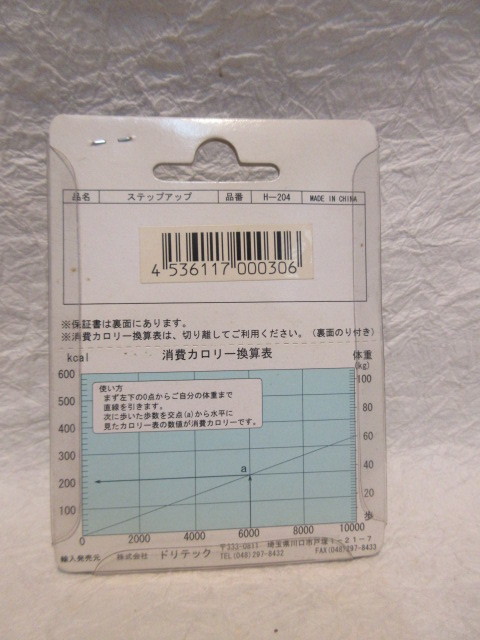 品名 ステップアップ 品番 H-204 MADE IN CHINA
4 536117 000306
※保証書は裏面にあります。
※消費カロリー換算表は、切り離してご利用ください。（裏面のり付き）
kcal 消費カロリー換算表 体重
(kg)
600 100
使い方
まず左下の0点からご自分の体重まで
直線を引きます。
次に歩いた歩数を交点(a)から水平に
見たカロリー表の数値が消費カロリーです。
500 80
400
300 60
a
200 40
100 20
0 2000 4000 6000 8000 10000 歩
輸入発売元 株式会社 ドリテック 〒333-0811 埼玉県川口市戸塚1-21-7
TEL(048)297-8432 FAX(048)297-8433